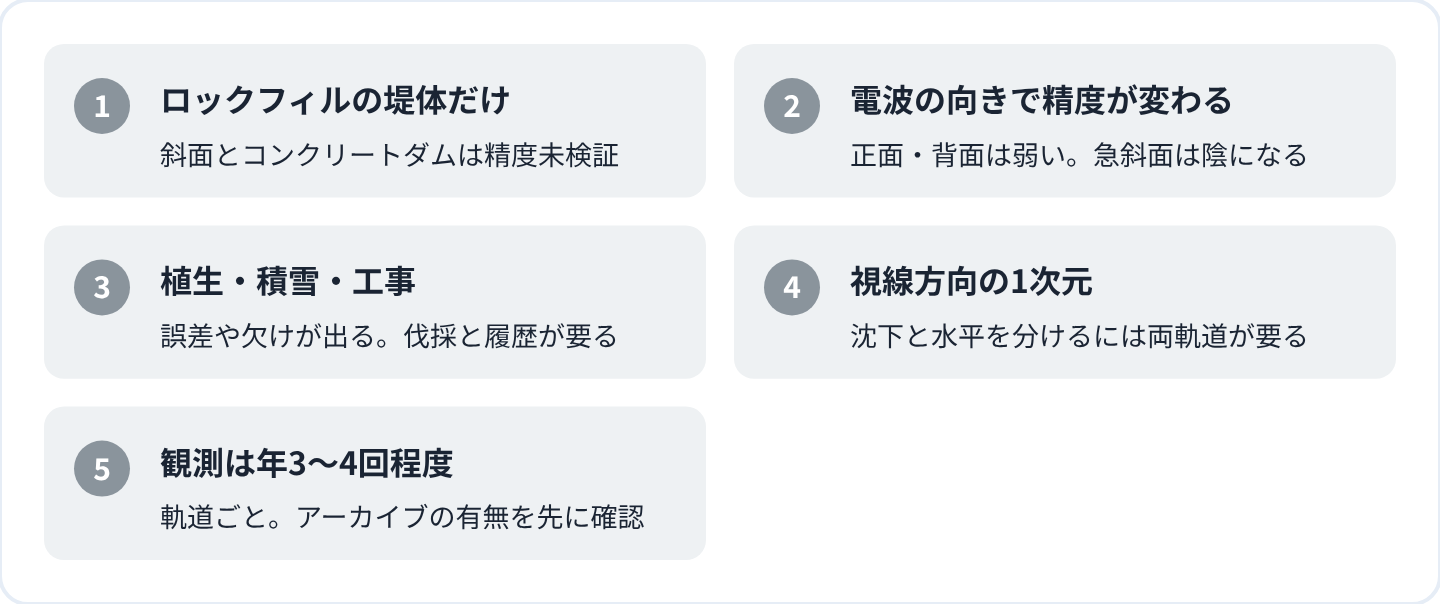 1
ロックフィルの堤体だけ
斜面とコンクリートダムは精度未検証
2
電波の向きで精度が変わる
正面・背面は弱い。急斜面は陰になる
3
植生・積雪・工事
誤差や欠けが出る。伐採と履歴が要る
4
視線方向の1次元
沈下と水平を分けるには両軌道が要る
5
観測は年3〜4回程度
軌道ごと。アーカイブの有無を先に確認